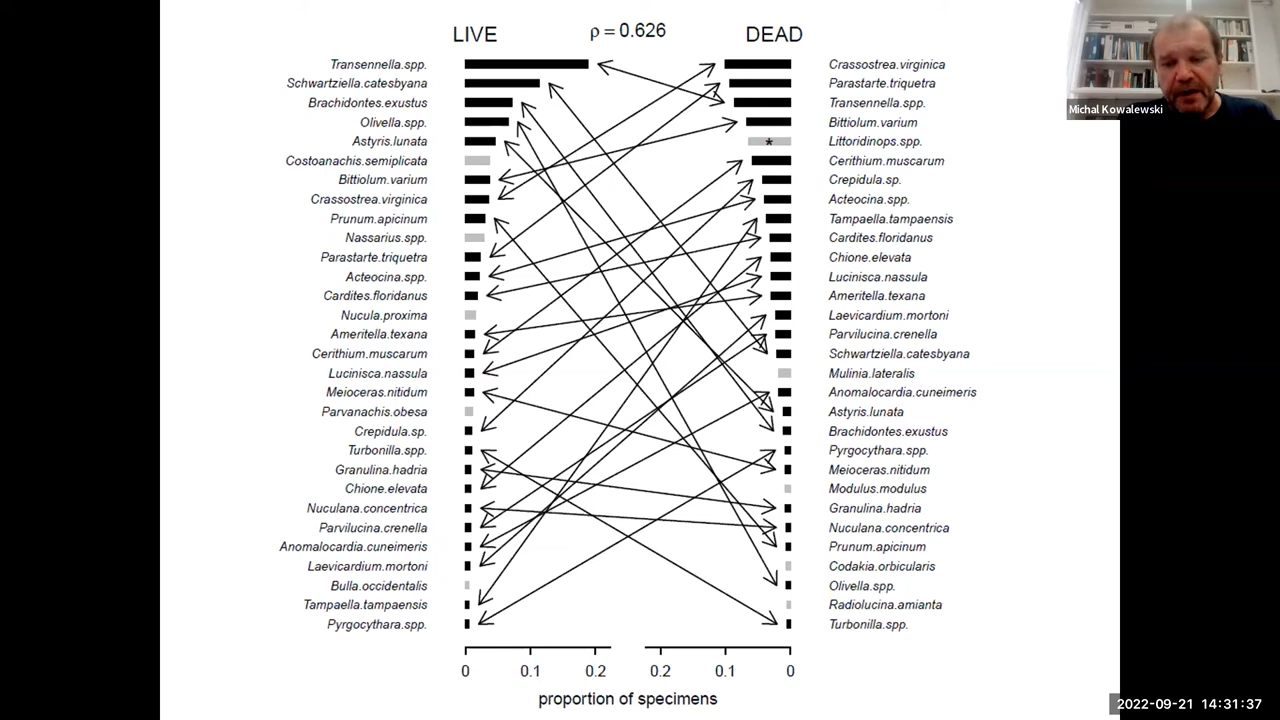 LIVE
ρ = 0.626
DEAD
Transennella.spp.
Schwartziella.catesbyana
Brachidontes.exustus
Olivella.spp.
Astyris.lunata
Costoanachis.semiplicata
Bittiolum.varium
Crassostrea.virginica
Prunum.apicinum
Nassarius.spp.
Parastarte.triquetra
Acteocina.spp.
Cardites.floridanus
Nucula.proxima
Ameritella.texana
Cerithium.muscarum
Lucinisca.nassula
Meioceras.nitidum
Parvanachis.obesa
Crepidula.sp.
Turbonilla.spp.
Granulina.hadria
Chione.elevata
Nuculana.concentrica
Parvilucina.crenella
Anomalocardia.cuneimeris
Laevicardium.mortoni
Bulla.occidentalis
Tampaella.tampaensis
Pyrgocythara.spp.
Crassostrea.virginica
Parastarte.triquetra
Transennella.spp.
Bittiolum.varium
* Littoridinops.spp.
Cerithium.muscarum
Crepidula.sp.
Acteocina.spp.
Tampaella.tampaensis
Cardites.floridanus
Chione.elevata
Lucinisca.nassula
Ameritella.texana
Laevicardium.mortoni
Parvilucina.crenella
Schwartziella.catesbyana
Mulinia.lateralis
Anomalocardia.cuneimeris
Astyris.lunata
Brachidontes.exustus
Pyrgocythara.spp.
Meioceras.nitidum
Modulus.modulus
Granulina.hadria
Nuculana.concentrica
Prunum.apicinum
Codakia.orbicularis
Olivella.spp.
Radiolucina.amianta
Turbonilla.spp.
0 0.1 0.2 0.2 0.1 0
proportion of specimens
Michal Kowalewski
2022-09-21 14:31:37